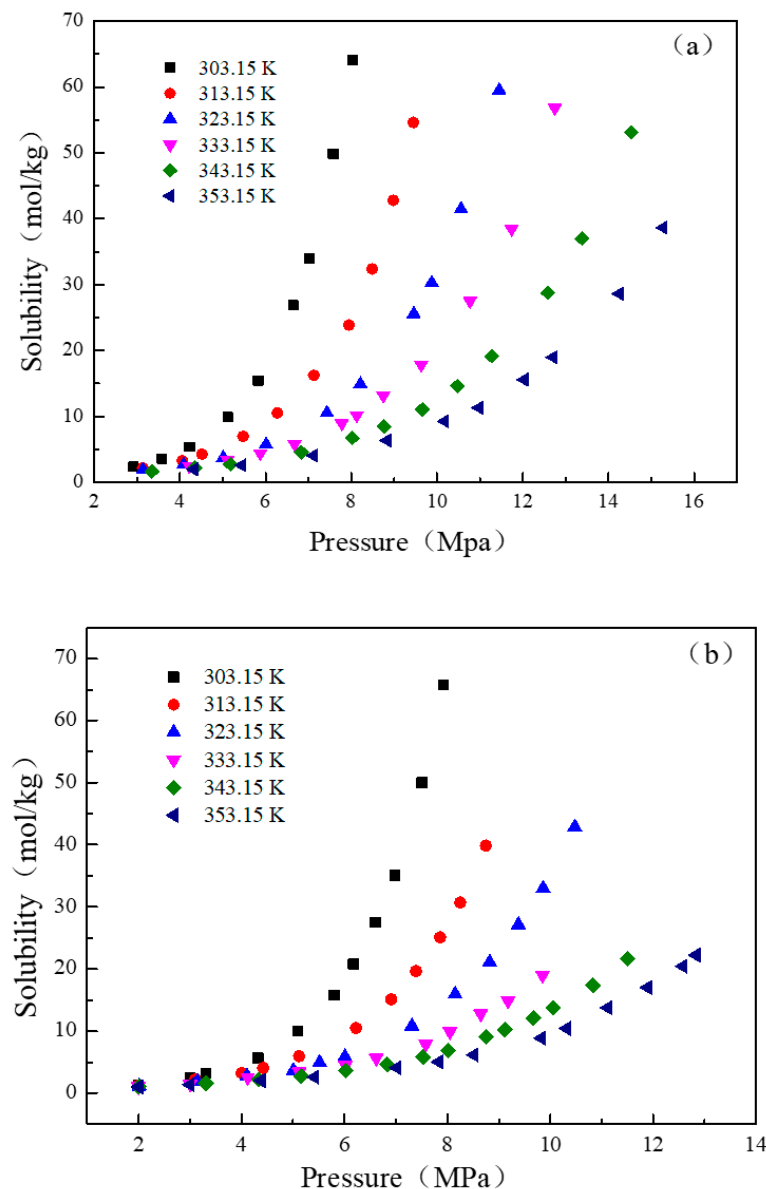 (a)
70
60
50
40
30
20
10
0
Solubility（mol/kg）
303.15 K
313.15 K
323.15 K
333.15 K
343.15 K
353.15 K
2 4 6 8 10 12 14 16
Pressure（Mpa）
(b)
70
60
50
40
30
20
10
0
Solubility（mol/kg）
303.15 K
313.15 K
323.15 K
333.15 K
343.15 K
353.15 K
2 4 6 8 10 12 14
Pressure（MPa）